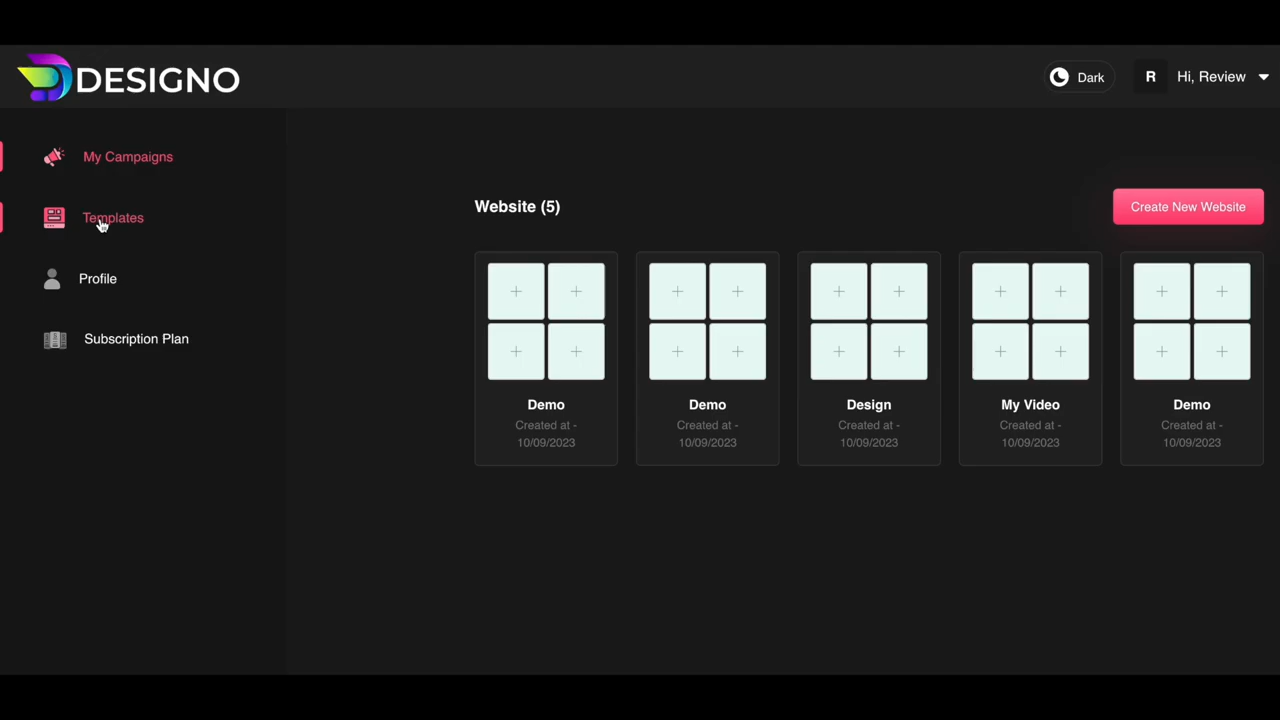 DESIGNO
Dark
R
Hi, Review
My Campaigns
Templates
Profile
Subscription Plan
Website (5)
Create New Website
Demo
Created at -
10/09/2023
Demo
Created at -
10/09/2023
Design
Created at -
10/09/2023
My Video
Created at -
10/09/2023
Demo
Created at -
10/09/2023